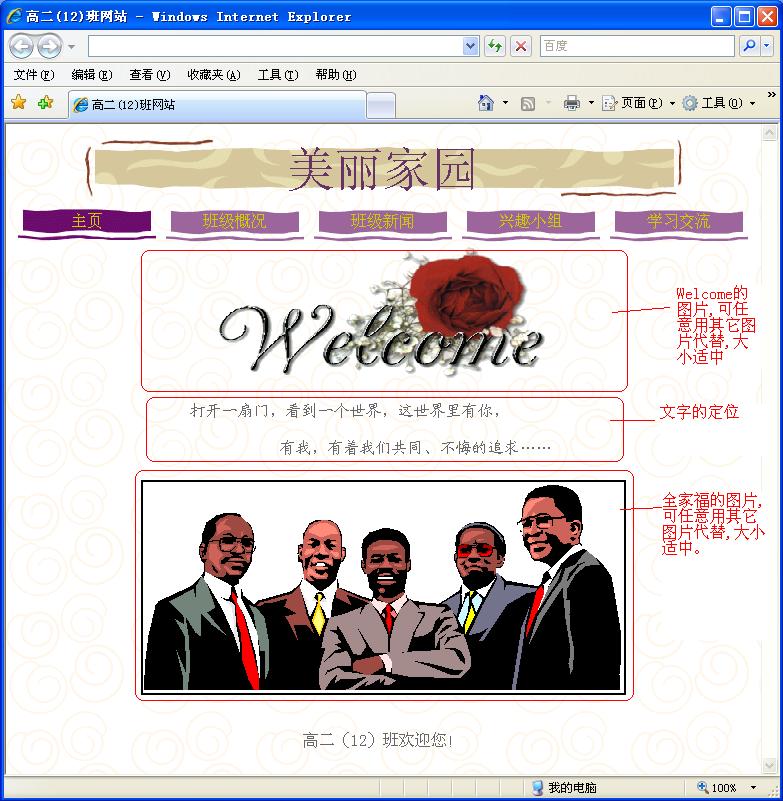 高二(12)班网站 - Windows Internet Explorer
百度
文件(F) 编辑(E) 查看(V) 收藏夹(A) 工具(T) 帮助(H)
高二(12)班网站
页面(P) 工具(O)
美丽家园
主页 班级概况 班级新闻 兴趣小组 学习交流
Welcome
Welcome的
图片,可任
意用其它图
片代替,大
小适中
打开一扇门，看到一个世界，这世界里有你，
有我，有着我们共同、不悔的追求……
文字的定位
全家福的图片,
可任意用其它
图片代替,大小
适中。
高二（12）班欢迎您!
我的电脑
100%